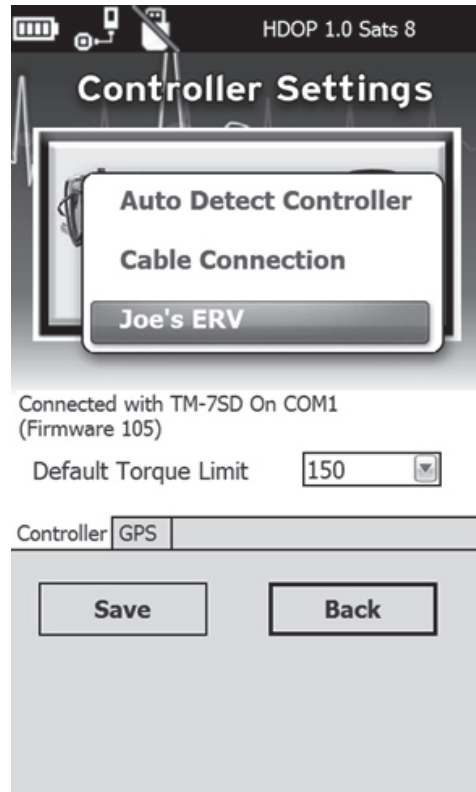 HDOP 1.0 Sats 8
Controller Settings
Auto Detect Controller
Cable Connection
Joe's ERV
Connected with TM-7SD On COM1
(Firmware 105)
Default Torque Limit 150
Controller GPS
Save Back